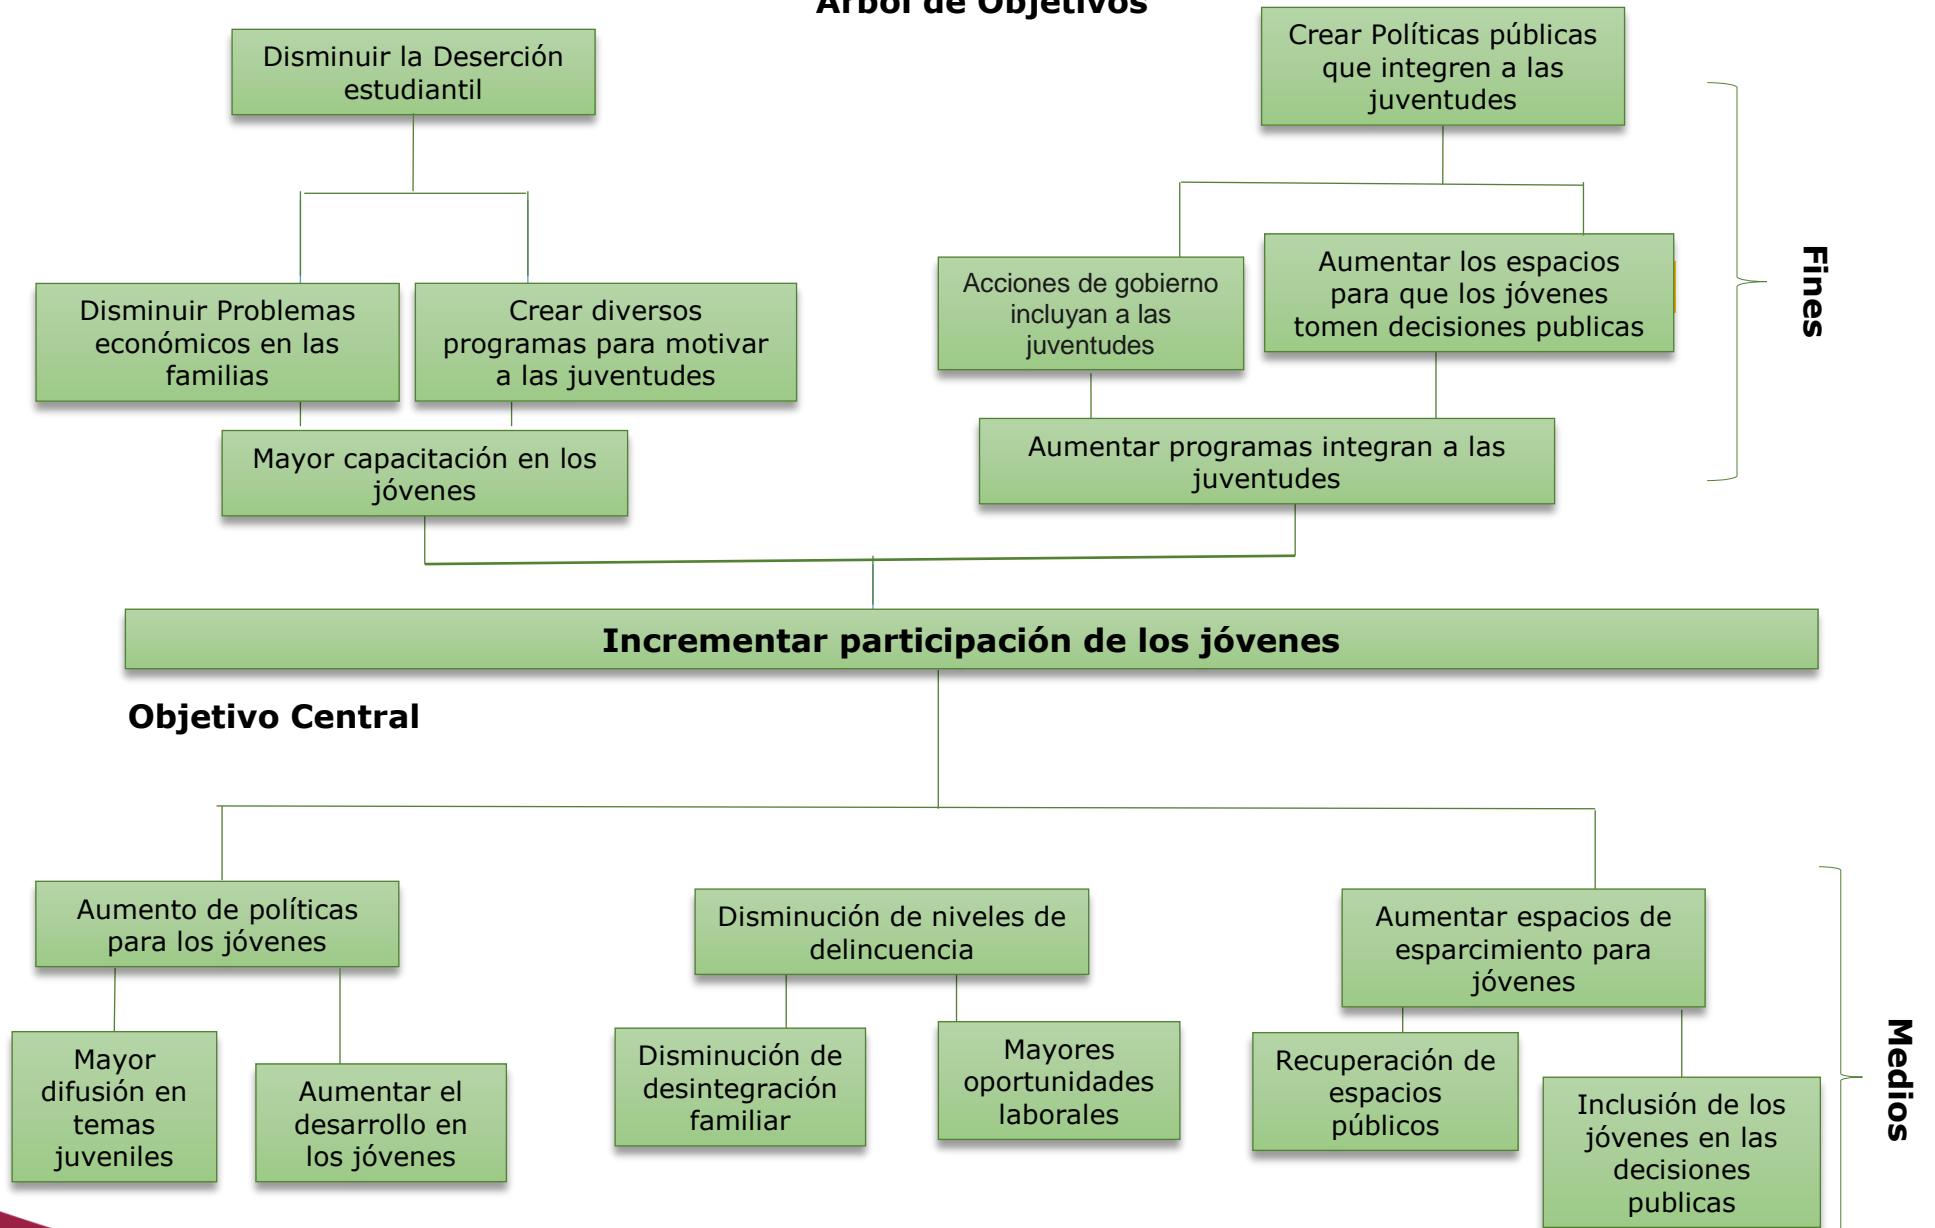 Árbol de Objetivos
Disminuir la Deserción
estudiantil
Crear Políticas públicas
que integren a las
juventudes
Disminuir Problemas
económicos en las
familias
Crear diversos
programas para motivar
a las juventudes
Acciones de gobierno
incluyan a las
juventudes
Aumentar los espacios
para que los jóvenes
tomen decisiones publicas
Fines
Mayor capacitación en los
jóvenes
Aumentar programas integran a las
juventudes
Incrementar participación de los jóvenes
Objetivo Central
Aumento de políticas
para los jóvenes
Disminución de niveles de
delincuencia
Aumentar espacios de
esparcimiento para
jóvenes
Mayor
difusión en
temas
juveniles
Aumentar el
desarrollo en
los jóvenes
Disminución de
desintegración
familiar
Mayores
oportunidades
laborales
Recuperación de
espacios
públicos
Inclusión de los
jóvenes en las
decisiones
publicas
Medios